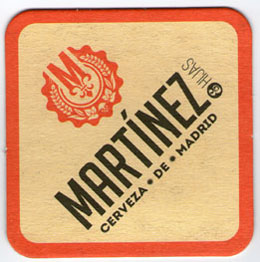 M
MARTÍNEZ
& HIJAS
CERVEZA * DE * MADRID